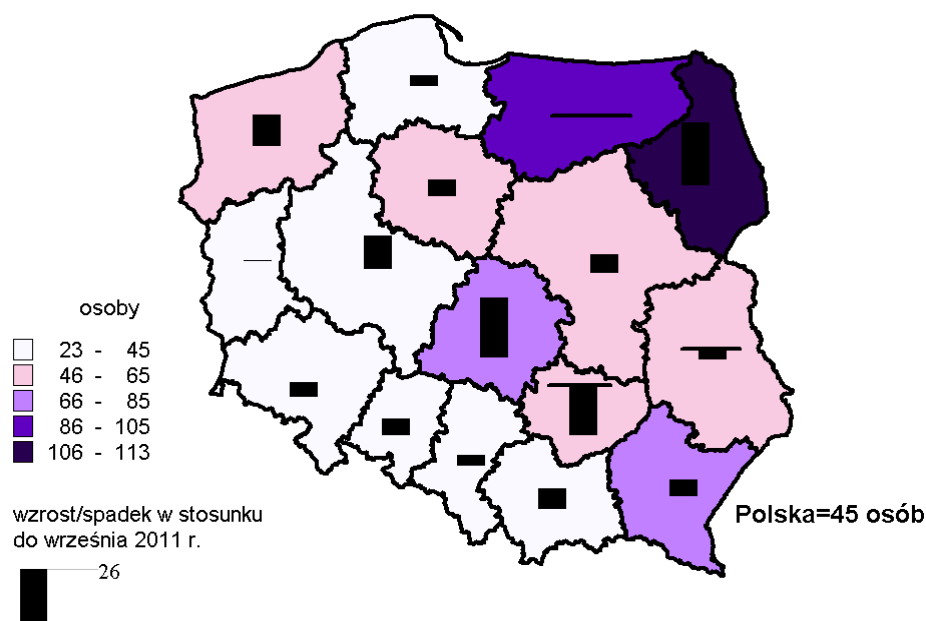 osoby
23 - 45
46 - 65
66 - 85
86 - 105
106 - 113
wzrost/spadek w stosunku
do września 2011 r.
26
Polska=45 osób